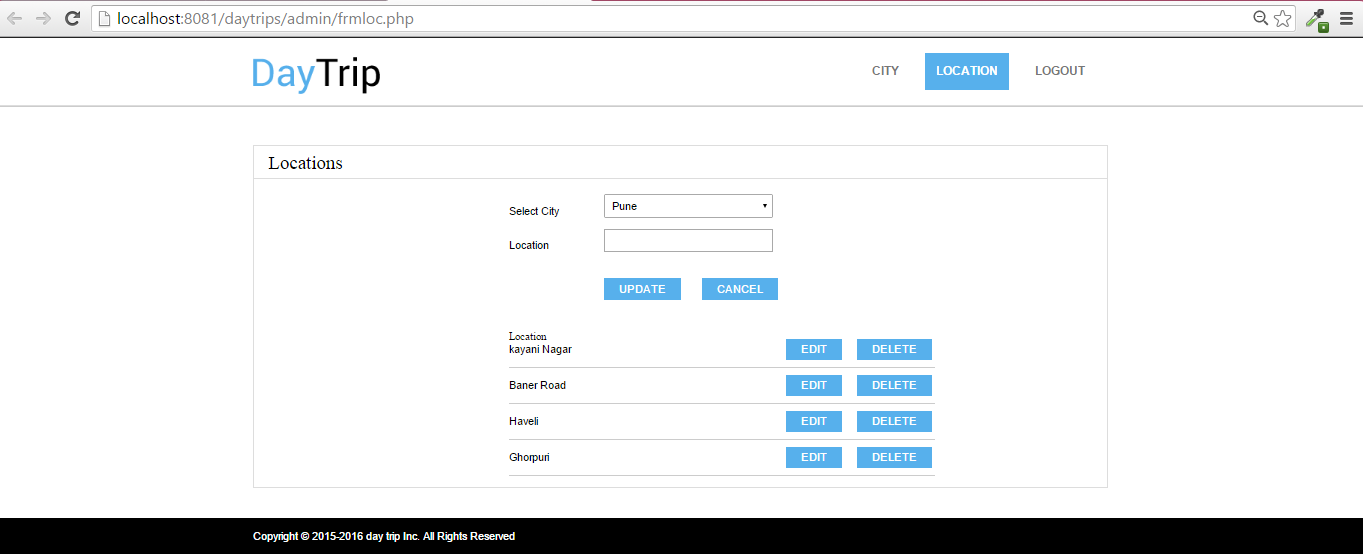 localhost:8081/daytrips/admin/frmloc.php
DayTrip
CITY LOCATION LOGOUT
Locations
Select City Pune
Location
UPDATE CANCEL
Location
kayani Nagar EDIT DELETE
Baner Road EDIT DELETE
Haveli EDIT DELETE
Ghorpuri EDIT DELETE
Copyright © 2015-2016 day trip Inc. All Rights Reserved